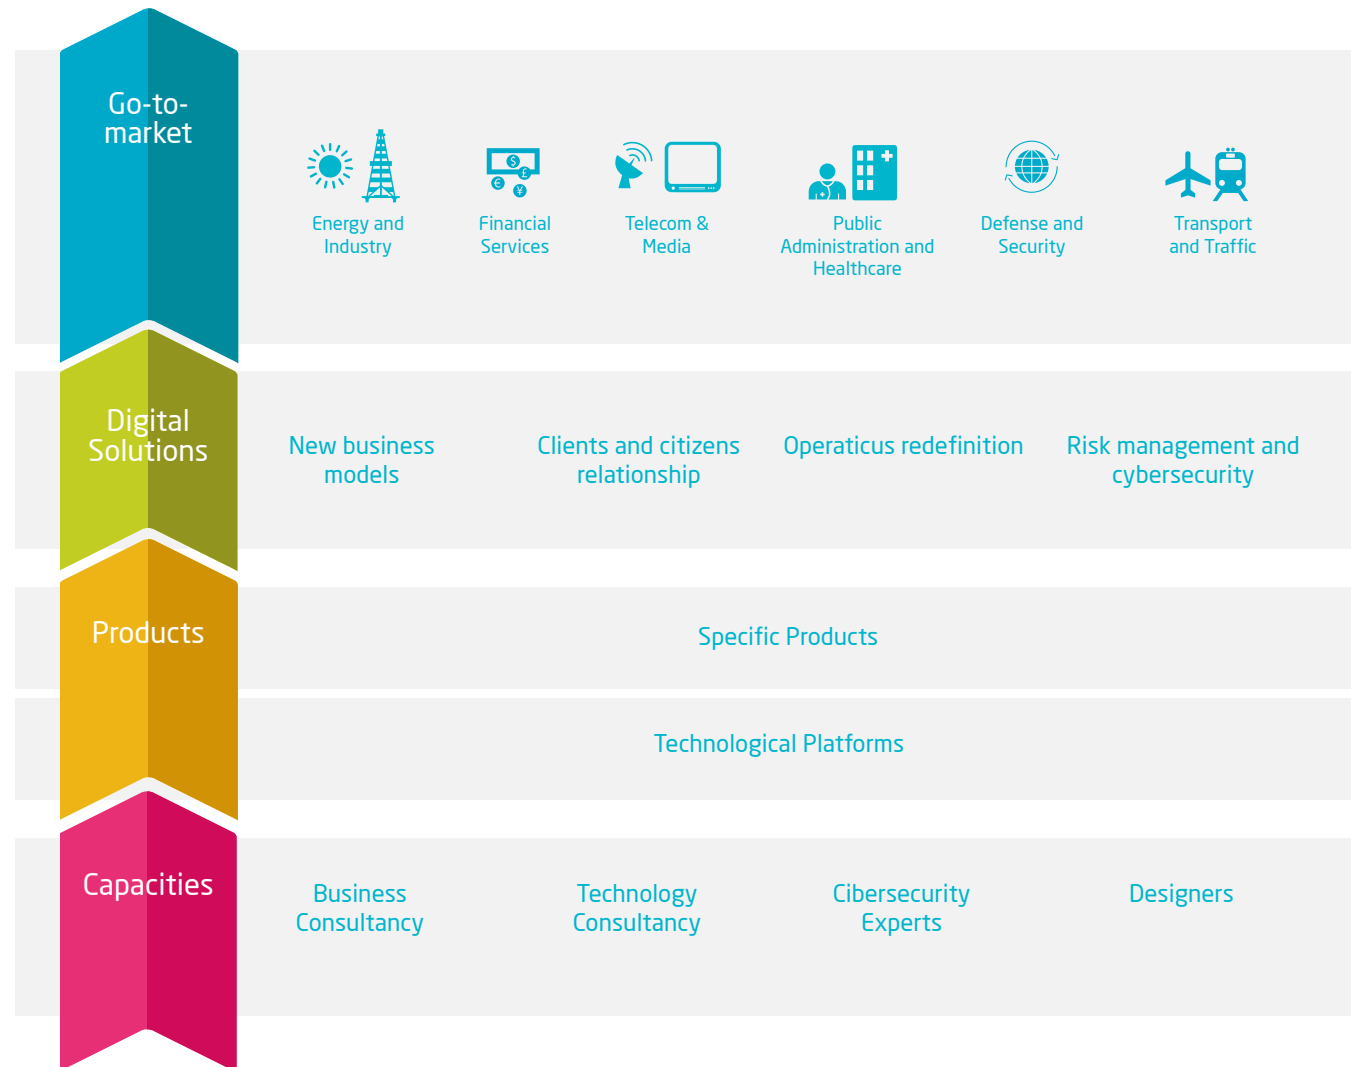 Go-to-
market
Energy and
Industry
Financial
Services
Telecom &
Media
Public
Administration and
Healthcare
Defense and
Security
Transport
and Traffic
Digital
Solutions
New business
models
Clients and citizens
relationship
Operaticus redefinition
Risk management and
cybersecurity
Products
Specific Products
Technological Platforms
Capacities
Business
Consultancy
Technology
Consultancy
Cibersecurity
Experts
Designers